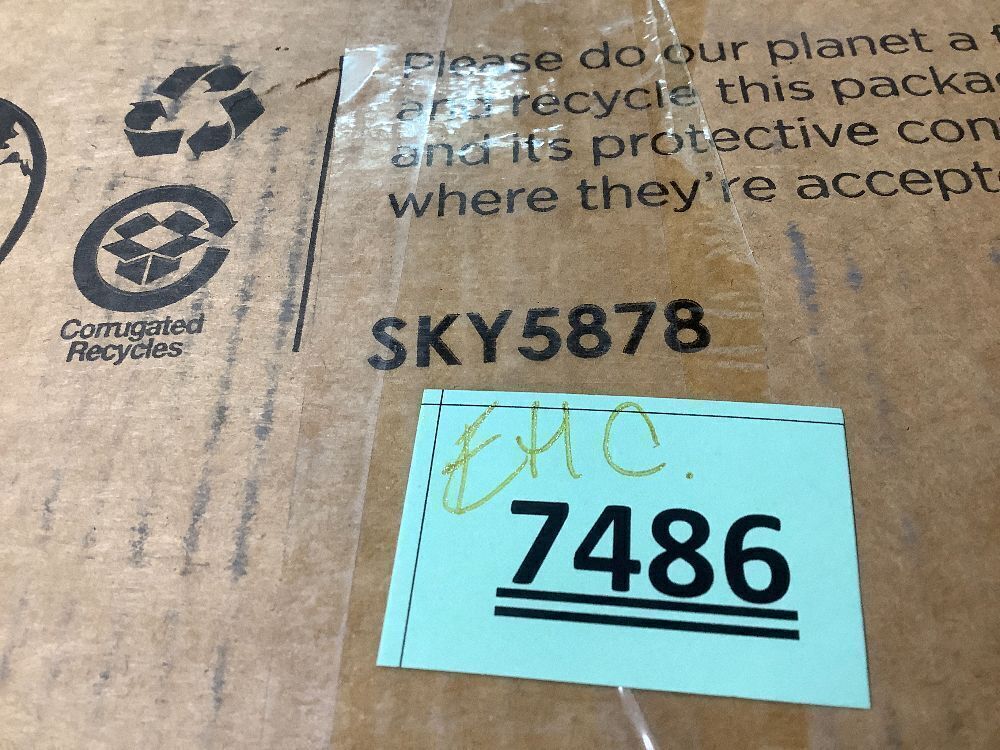 Please do our planet a f
and recycle this packa
and its protective con
where they're accept
Corrugated
Recycles
SKY5878
EHC.
7486